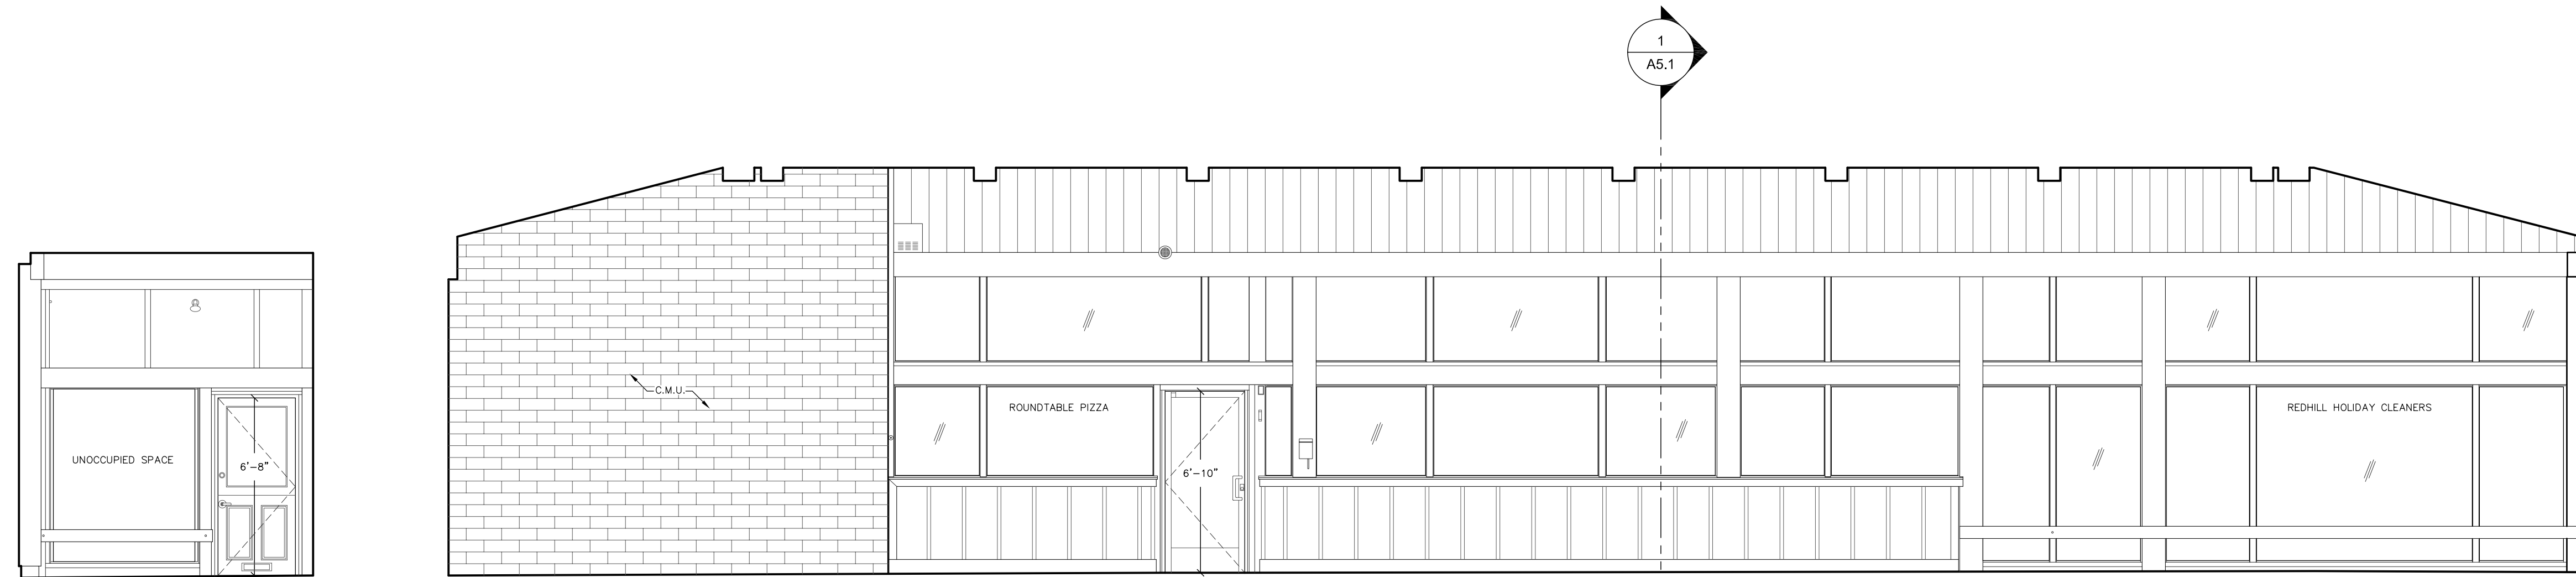 1
A5.1
C.M.U.
ROUNDTABLE PIZZA
REDHILL HOLIDAY CLEANERS
UNOCCUPIED SPACE
6'-8"
6'-10"